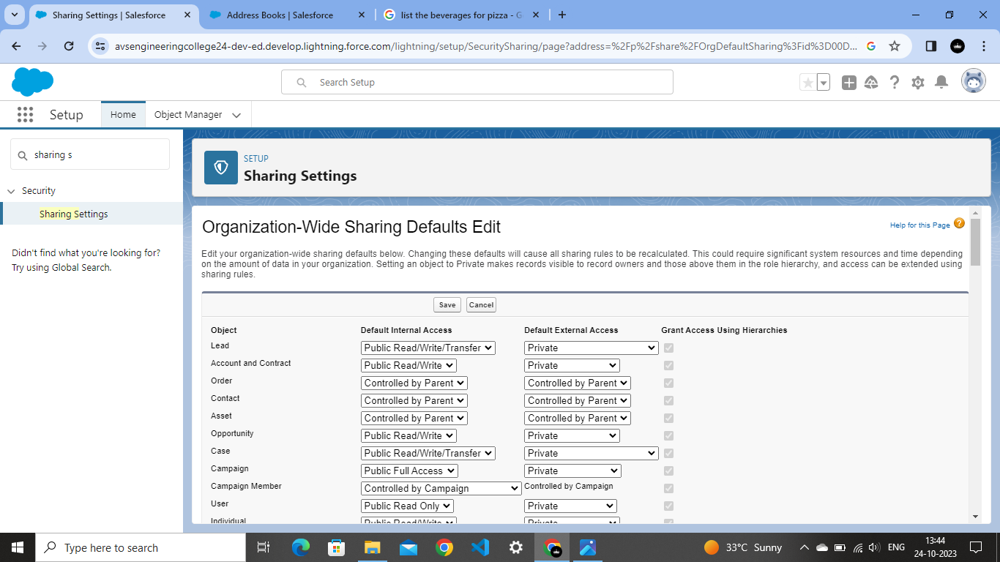 Sharing Settings | Salesforce
Address Books | Salesforce
list the beverages for pizza - G
avsengineeringcollege24-dev-ed.develop.lightning.force.com/lightning/setup/SecuritySharing/page?address=%2Fp%2Fshare%2FOrgDefaultSharing%3Fid%3D00D...
Search Setup
Setup
Home
Object Manager
sharing s
Security
Sharing Settings
Didn't find what you're looking for?
Try using Global Search.
SETUP
Sharing Settings
Organization-Wide Sharing Defaults Edit
Help for this Page
Edit your organization-wide sharing defaults below. Changing these defaults will cause all sharing rules to be recalculated. This could require significant system resources and time depending
on the amount of data in your organization. Setting an object to Private makes records visible to record owners and those above them in the role hierarchy, and access can be extended using
sharing rules.
Save Cancel
Object Default Internal Access Default External Access Grant Access Using Hierarchies
Lead Public Read/Write/Transfer Private
Account and Contract Public Read/Write Private
Order Controlled by Parent Controlled by Parent
Contact Controlled by Parent Controlled by Parent
Asset Controlled by Parent Controlled by Parent
Opportunity Public Read/Write Private
Case Public Read/Write/Transfer Private
Campaign Public Full Access Private
Campaign Member Controlled by Campaign Controlled by Campaign
User Public Read Only Private
Individual Public Read/Write Private
Type here to search
33°C Sunny
ENG
13:44
24-10-2023